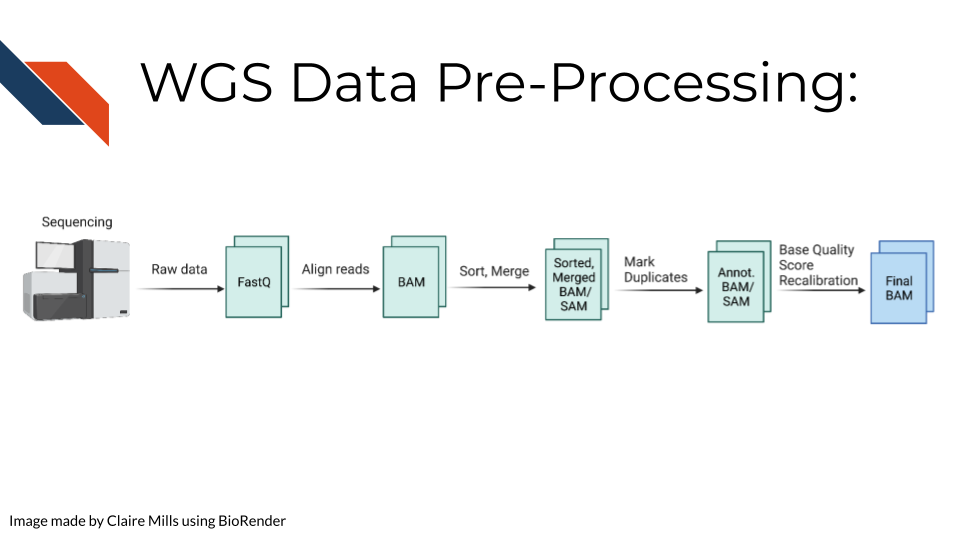 WGS Data Pre-Processing:
Sequencing
Raw data
FastQ
Align reads
BAM
Sort, Merge
Sorted,
Merged
BAM/
SAM
Mark
Duplicates
Annot.
BAM/
SAM
Base Quality
Score
Recalibration
Final
BAM
Image made by Claire Mills using BioRender